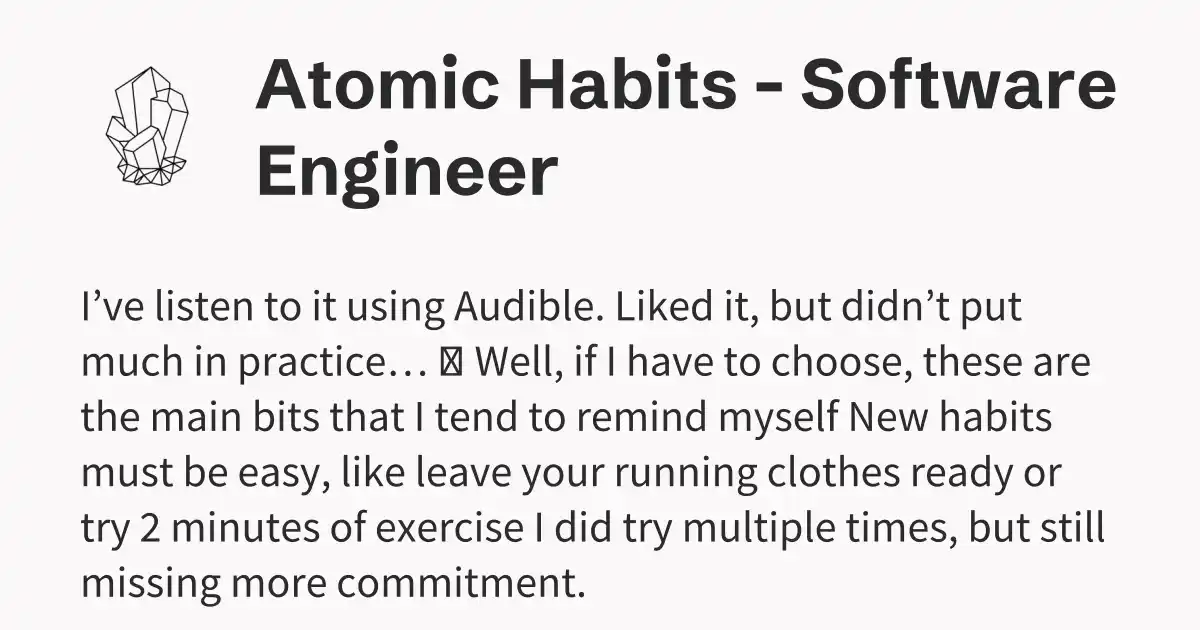 Atomic Habits - Software
Engineer
I’ve listen to it using Audible. Liked it, but didn’t put
much in practice… Well, if I have to choose, these are
the main bits that I tend to remind myself New habits
must be easy, like leave your running clothes ready or
try 2 minutes of exercise I did try multiple times, but still
missing more commitment.